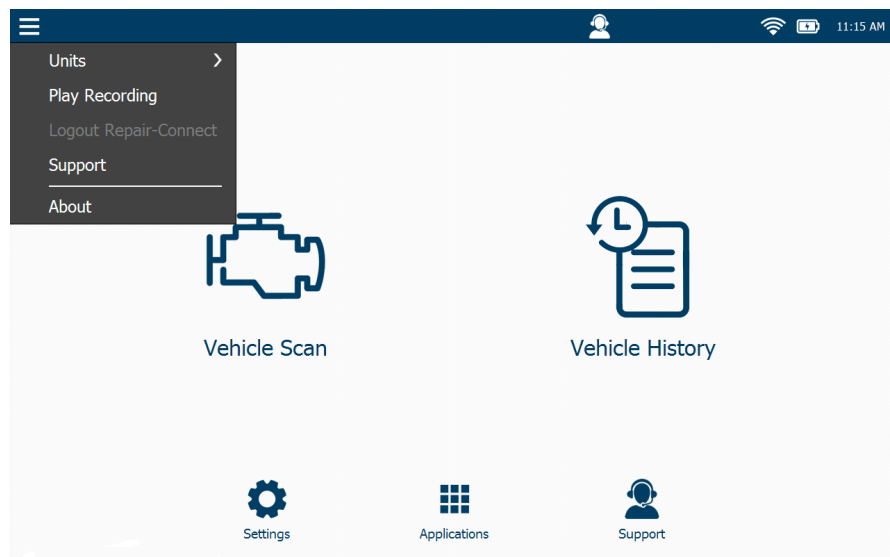 11:15 AM
Units
Play Recording
Logout Repair-Connect
Support
About
Vehicle Scan
Vehicle History
Settings
Applications
Support